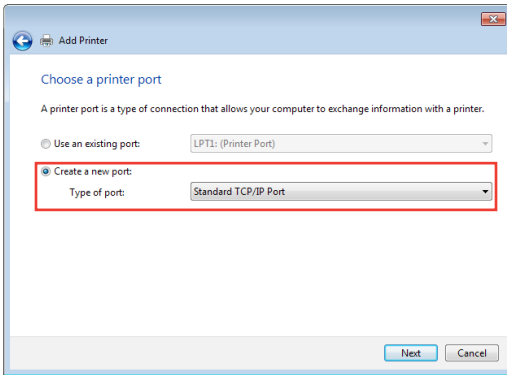 Add Printer
Choose a printer port
A printer port is a type of connection that allows your computer to exchange information with a printer.
Use an existing port: LPT1: (Printer Port)
Create a new port:
Type of port: Standard TCP/IP Port
Next Cancel